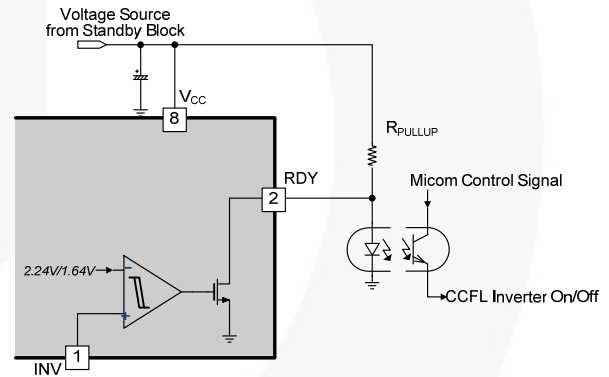 Voltage Source
from Standby Block
VCC
8
RPULLUP
RDY
2
Micom Control Signal
2.24V/1.64V
-
+
CCFL Inverter On/Off
1
INV
+